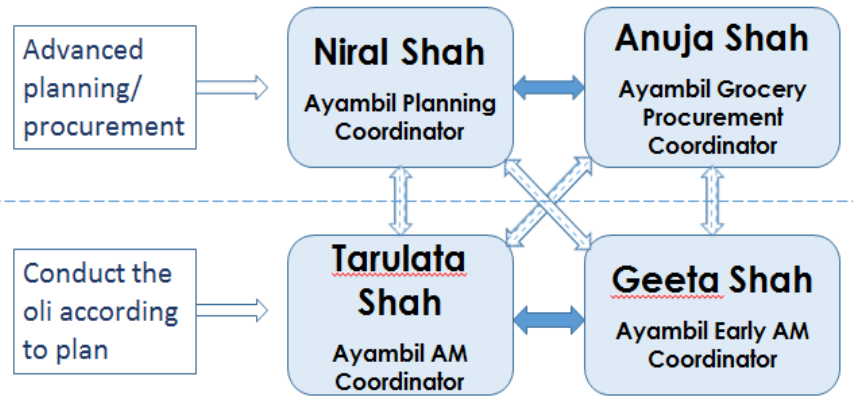 Advanced
planning/
procurement
Niral Shah
Ayambil Planning
Coordinator
Anuja Shah
Ayambil Grocery
Procurement
Coordinator
Conduct the
oli according
to plan
Tarulata
Shah
Ayambil AM
Coordinator
Geeta Shah
Ayambil Early AM
Coordinator